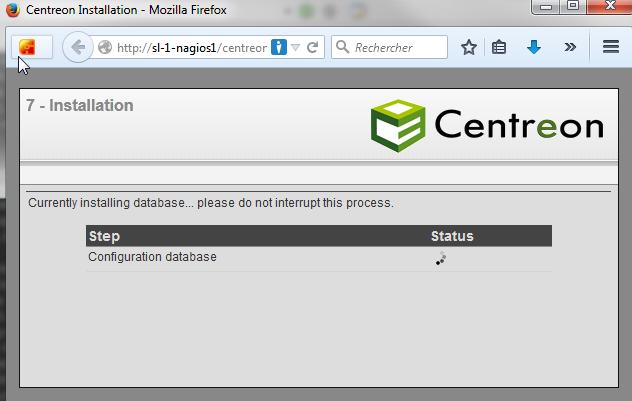 Centreon Installation - Mozilla Firefox
http://sl-1-nagios1/centreor
Rechercher
7 - Installation
Centreon
Currently installing database... please do not interrupt this process.
Step Status
Configuration database